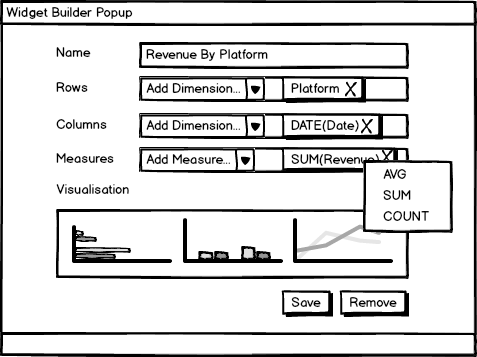 Widget Builder Popup
Name Revenue By Platform
Rows Add Dimension... Platform X
Columns Add Dimension... DATE(Date) X
Measures Add Measure... SUM(Revenue) X
AVG
Visualisation
SUM
COUNT
Save Remove